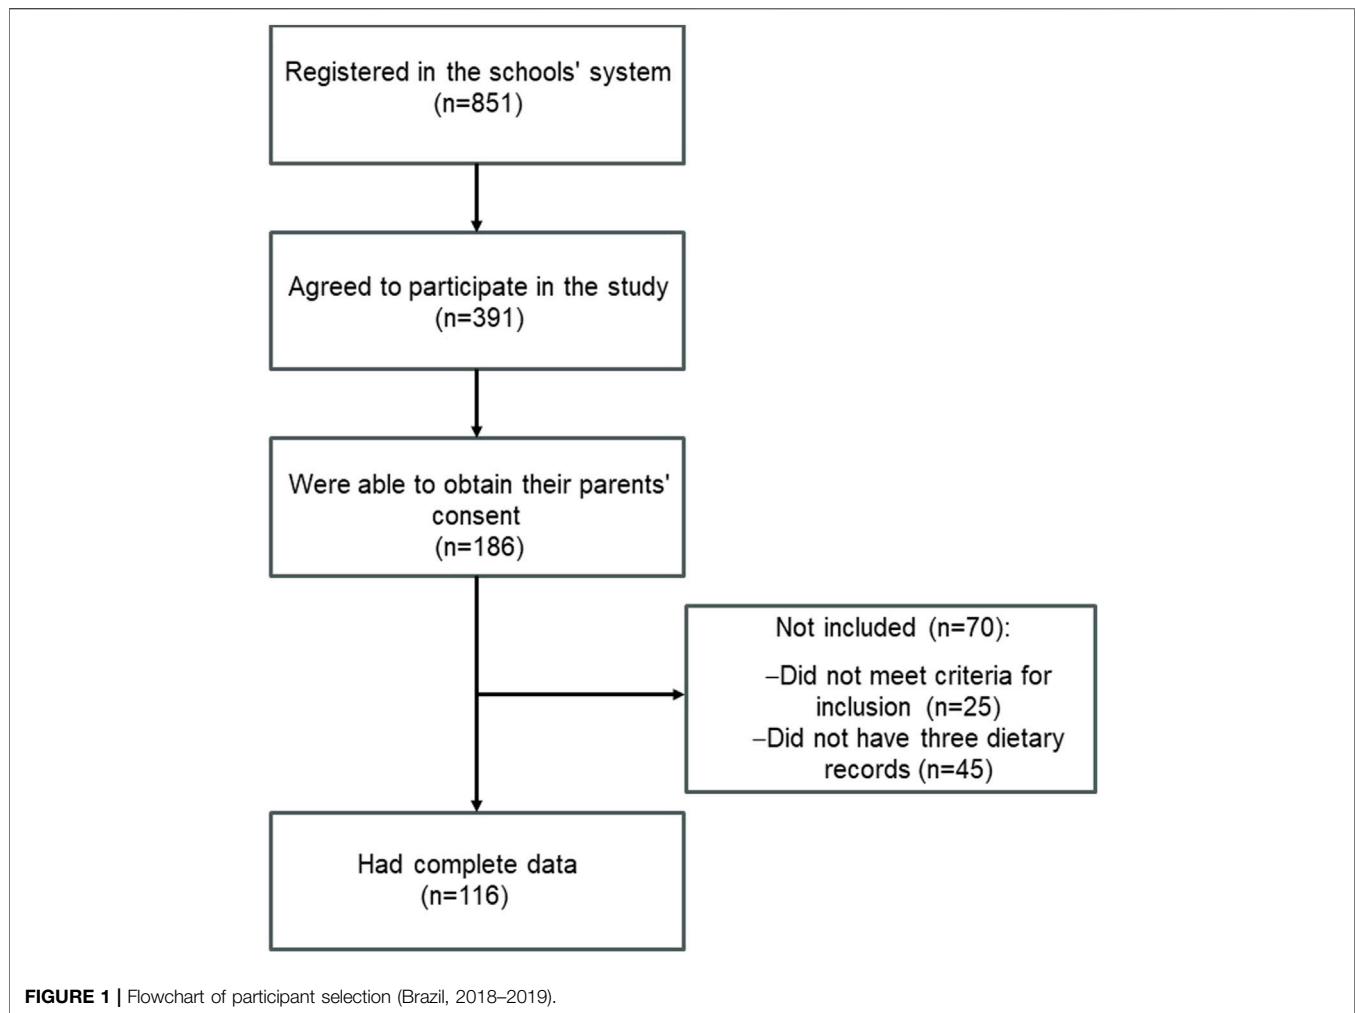 Registered in the schools' system
(n=851)
Agreed to participate in the study
(n=391)
Were able to obtain their parents'
consent
(n=186)
Not included (n=70):
–Did not meet criteria for
inclusion (n=25)
–Did not have three dietary
records (n=45)
Had complete data
(n=116)
FIGURE 1 | Flowchart of participant selection (Brazil, 2018–2019).